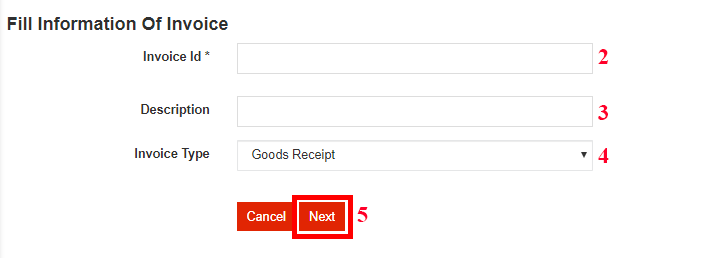 Fill Information Of Invoice
Invoice Id * 2
Description 3
Invoice Type Goods Receipt 4
Cancel Next 5